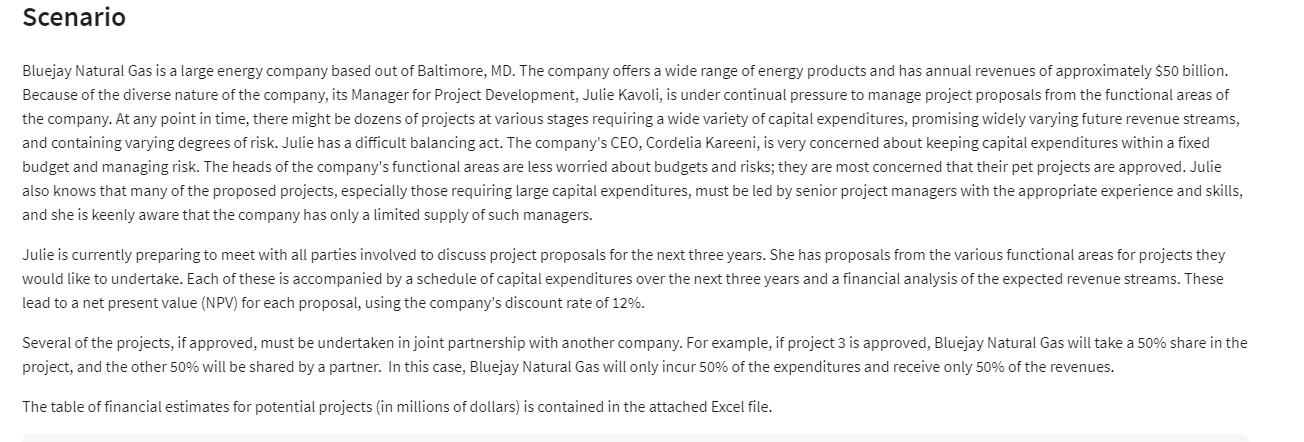 Scenario
Bluejay Natural Gas is a large energy company based out of Baltimore, MD. The company offers a wide range of energy products and has annual revenues of approximately $50 billion.
Because of the diverse nature of the company, its Manager for Project Development, Julie Kavoli, is under continual pressure to manage project proposals from the functional areas of
the company. At any point in time, there might be dozens of projects at various stages requiring a wide variety of capital expenditures, promising widely varying future revenue streams,
and containing varying degrees of risk. Julie has a difficult balancing act. The company's CEO, Cordelia Kareeni, is very concerned about keeping capital expenditures within a fixed
budget and managing risk. The heads of the company's functional areas are less worried about budgets and risks; they are most concerned that their pet projects are approved. Julie
also knows that many of the proposed projects, especially those requiring large capital expenditures, must be led by senior project managers with the appropriate experience and skills,
and she is keenly aware that the company has only a limited supply of such managers.
Julie is currently preparing to meet with all parties involved to discuss project proposals for the next three years. She has proposals from the various functional areas for projects they
would like to undertake. Each of these is accompanied by a schedule of capital expenditures over the next three years and a financial analysis of the expected revenue streams. These
lead to a net present value (NPV) for each proposal, using the company's discount rate of 12%.
Several of the projects, if approved, must be undertaken in joint partnership with another company. For example, if project 3 is approved, Bluejay Natural Gas will take a 50% share in the
project, and the other 50% will be shared by a partner. In this case, Bluejay Natural Gas will only incur 50% of the expenditures and receive only 50% of the revenues.
The table of financial estimates for potential projects (in millions of dollars) is contained in the attached Excel file.